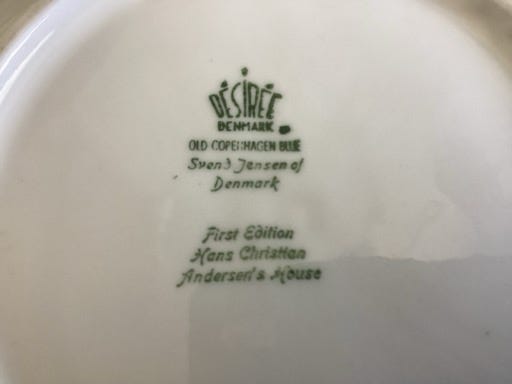 DÉSIRÉE
DENMARK
OLD COPENHAGEN BLUE
Svend Jensen of
Denmark
First Edition
Hans Christian
Andersen's House